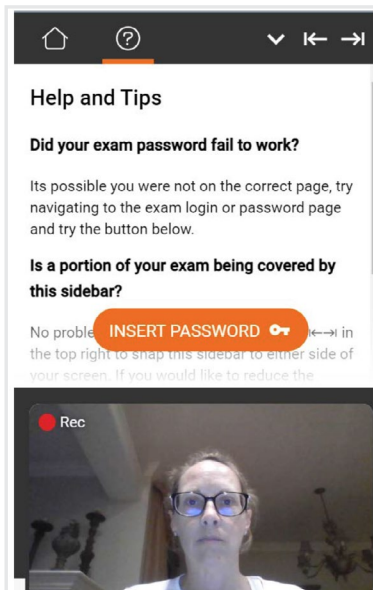 Help and Tips
Did your exam password fail to work?
Its possible you were not on the correct page, try
navigating to the exam login or password page
and try the button below.
Is a portion of your exam being covered by
this sidebar?
No proble
INSERT PASSWORD
in
the top right to snap this sidebar to either side of
your screen. If you would like to reduce the
Rec